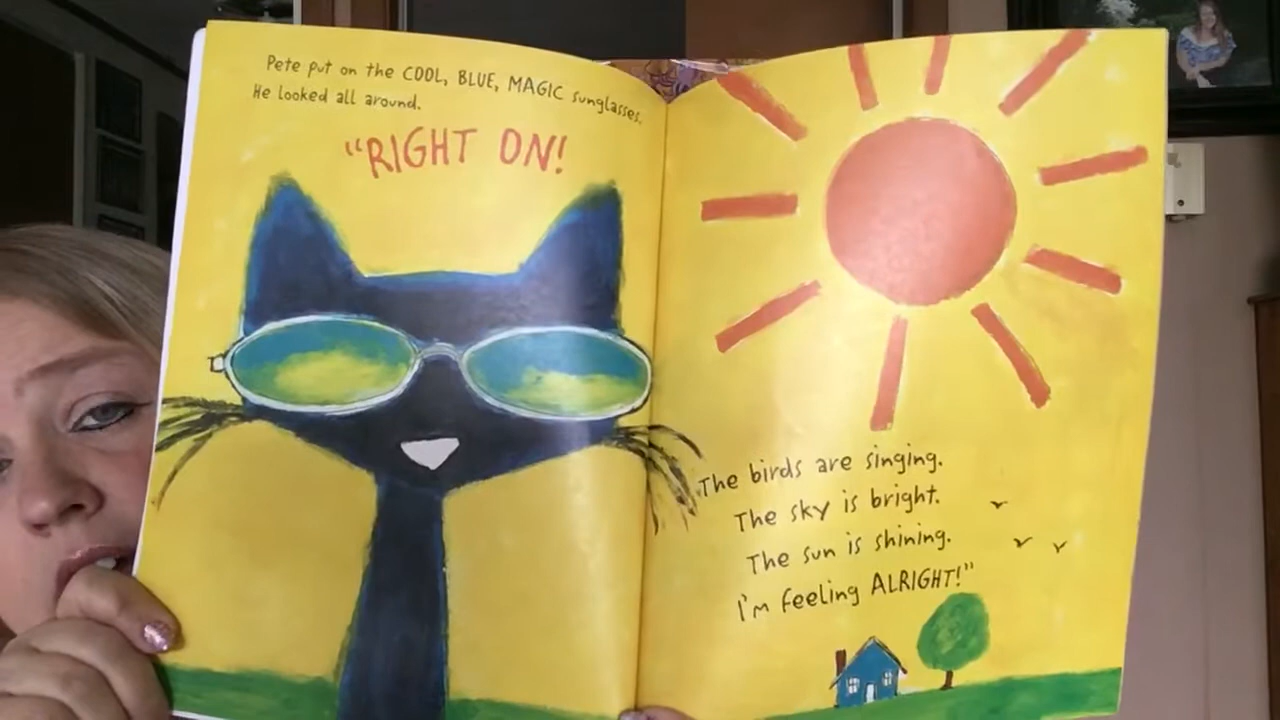 Pete put on the COOL, BLUE, MAGIC sunglasses.
He looked all around.
"RIGHT ON!
The birds are singing.
The sky is bright.
The sun is shining.
I'm feeling ALRIGHT!"